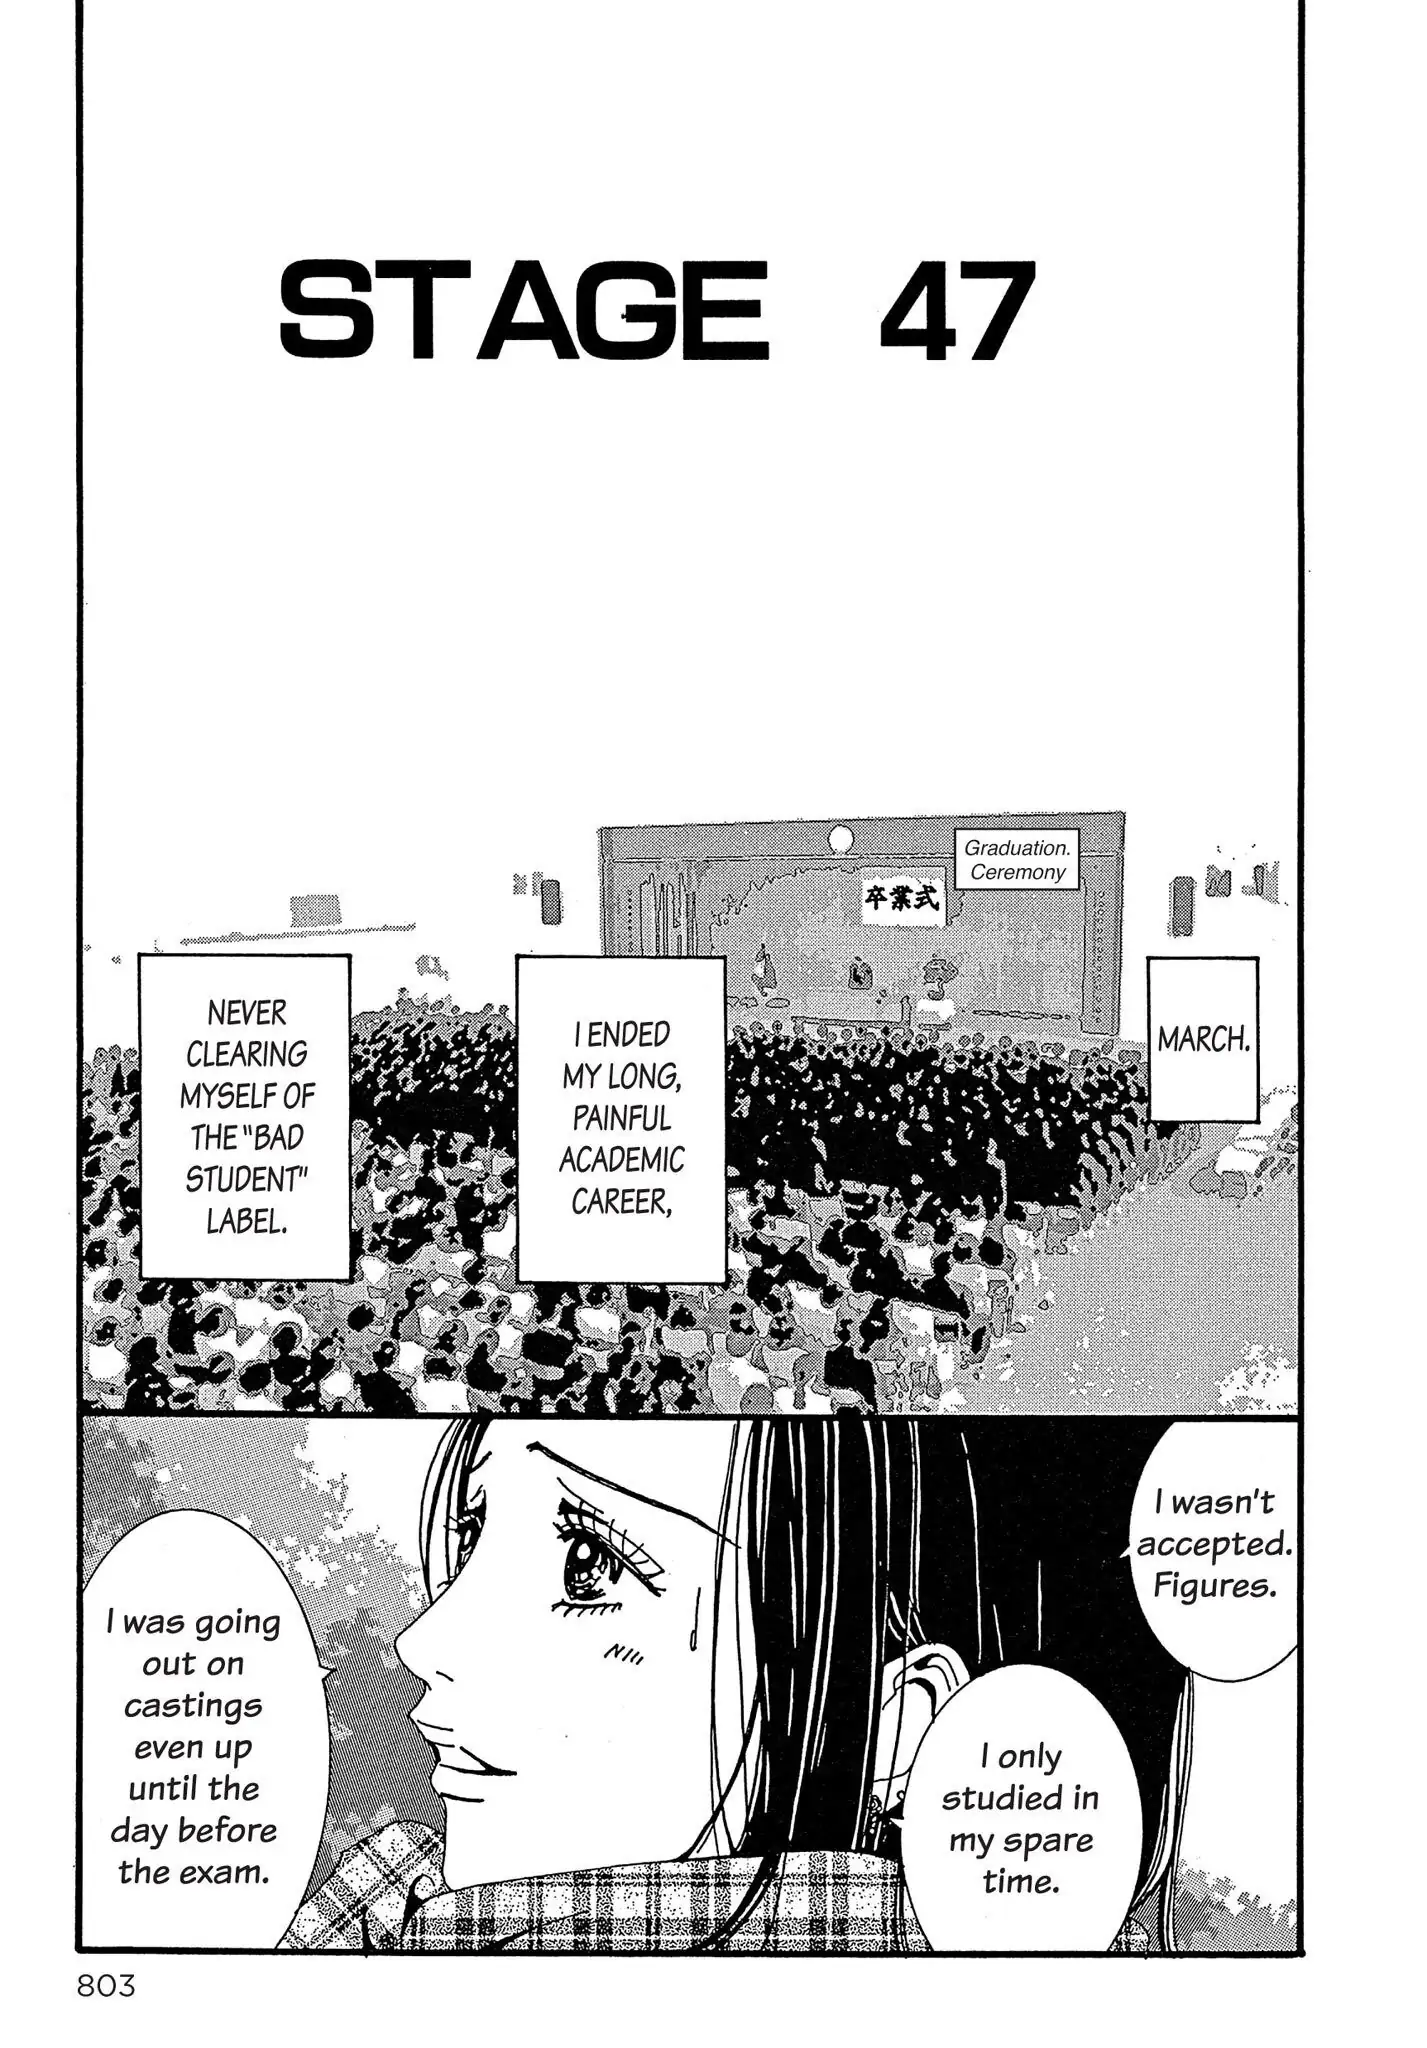 STAGE 47
Graduation.
Ceremony
卒業式
MARCH.
I ENDED
MY LONG,
PAINFUL
ACADEMIC
CAREER,
NEVER
CLEARING
MYSELF OF
THE "BAD
STUDENT"
LABEL.
I wasn't
accepted.
Figures.
I only
studied in
my spare
time.
I was going
out on
castings
even up
until the
day before
the exam.
803